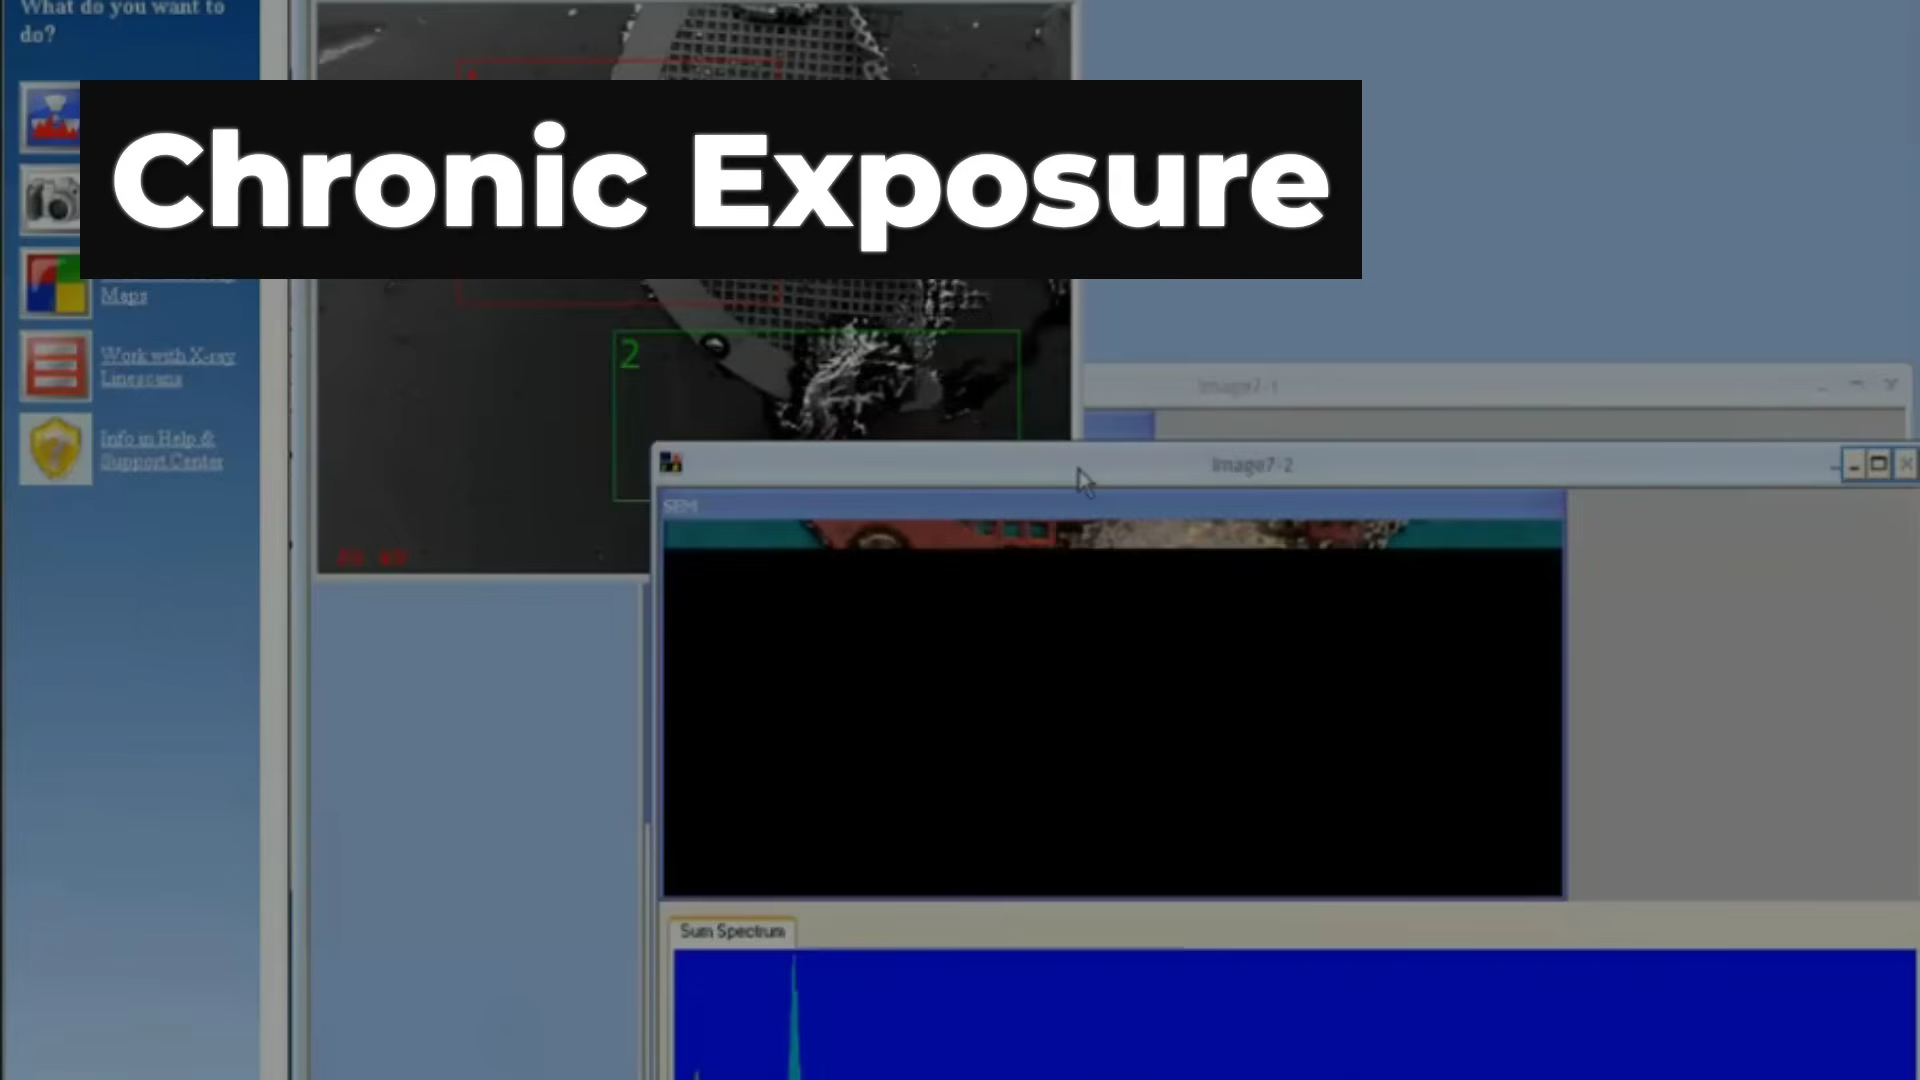 What do you want to
do?
Chronic Exposure
Maps
Work with X-ray
Linescans
Info in Help &
Support Center
2
Image7-1
Image7-2
SEM
Sum Spectrum